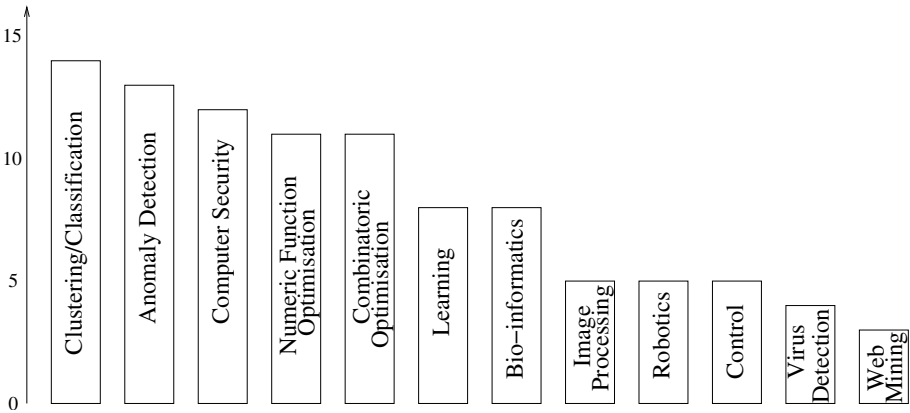 15
10
5
0
Clustering/Classification
Anomaly Detection
Computer Security
Numeric Function
Optimisation
Combinatoric
Optimisation
Learning
Bio−informatics
Image
Processing
Robotics
Control
Virus
Detection
Web
Mining